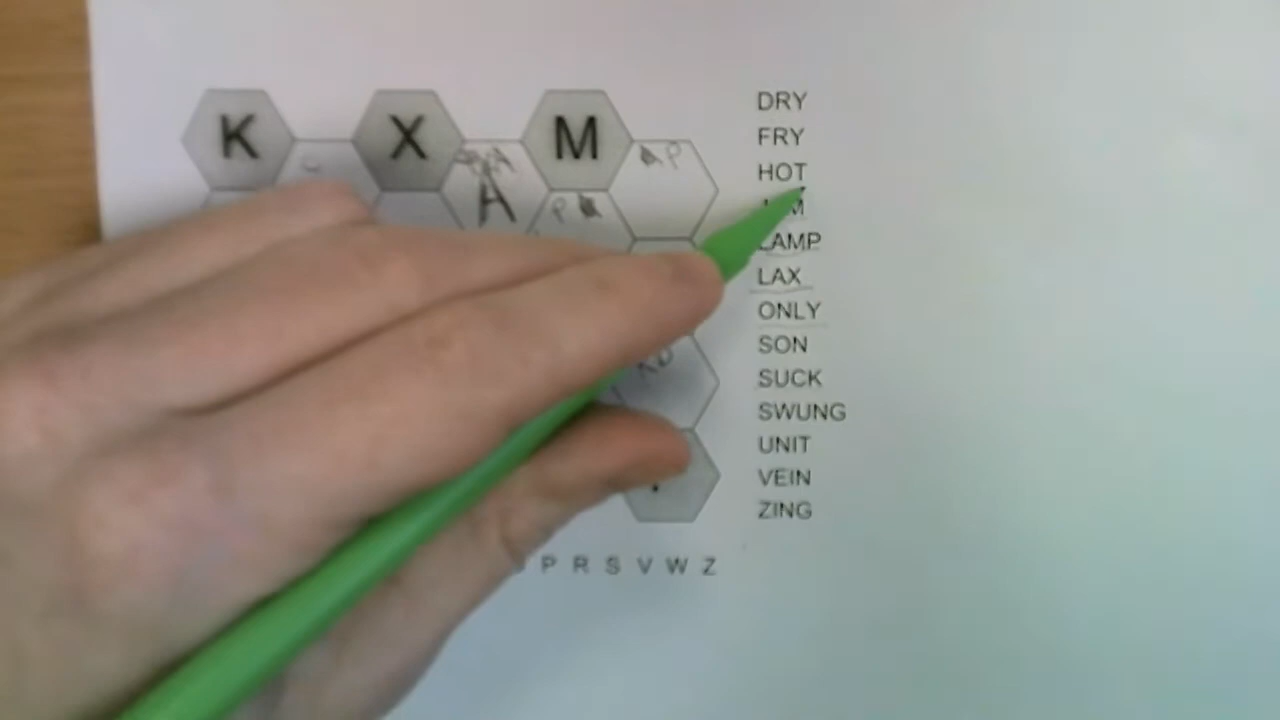 K X M
A
DRY
FRY
HOT
LAMP
LAX
ONLY
SON
SUCK
SWUNG
UNIT
VEIN
ZING
P R S V W Z